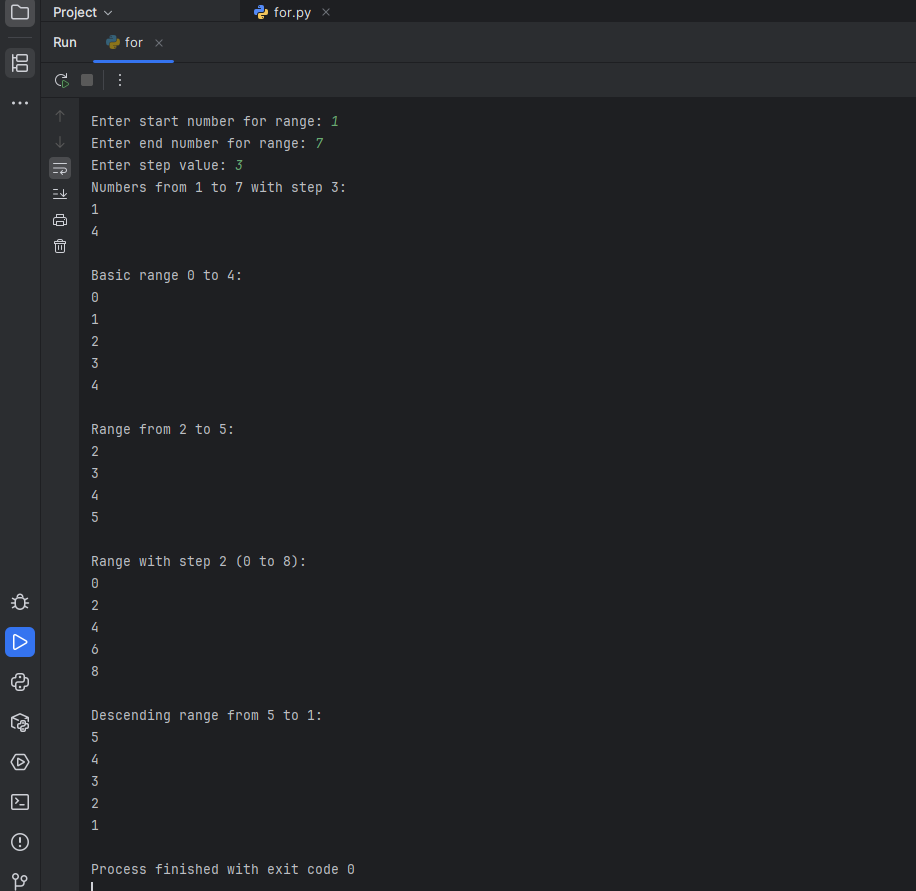 Project
for.py
Run
for
Enter start number for range: 1
Enter end number for range: 7
Enter step value: 3
Numbers from 1 to 7 with step 3:
1
4
Basic range 0 to 4:
0
1
2
3
4
Range from 2 to 5:
2
3
4
5
Range with step 2 (0 to 8):
0
2
4
6
8
Descending range from 5 to 1:
5
4
3
2
1
Process finished with exit code 0